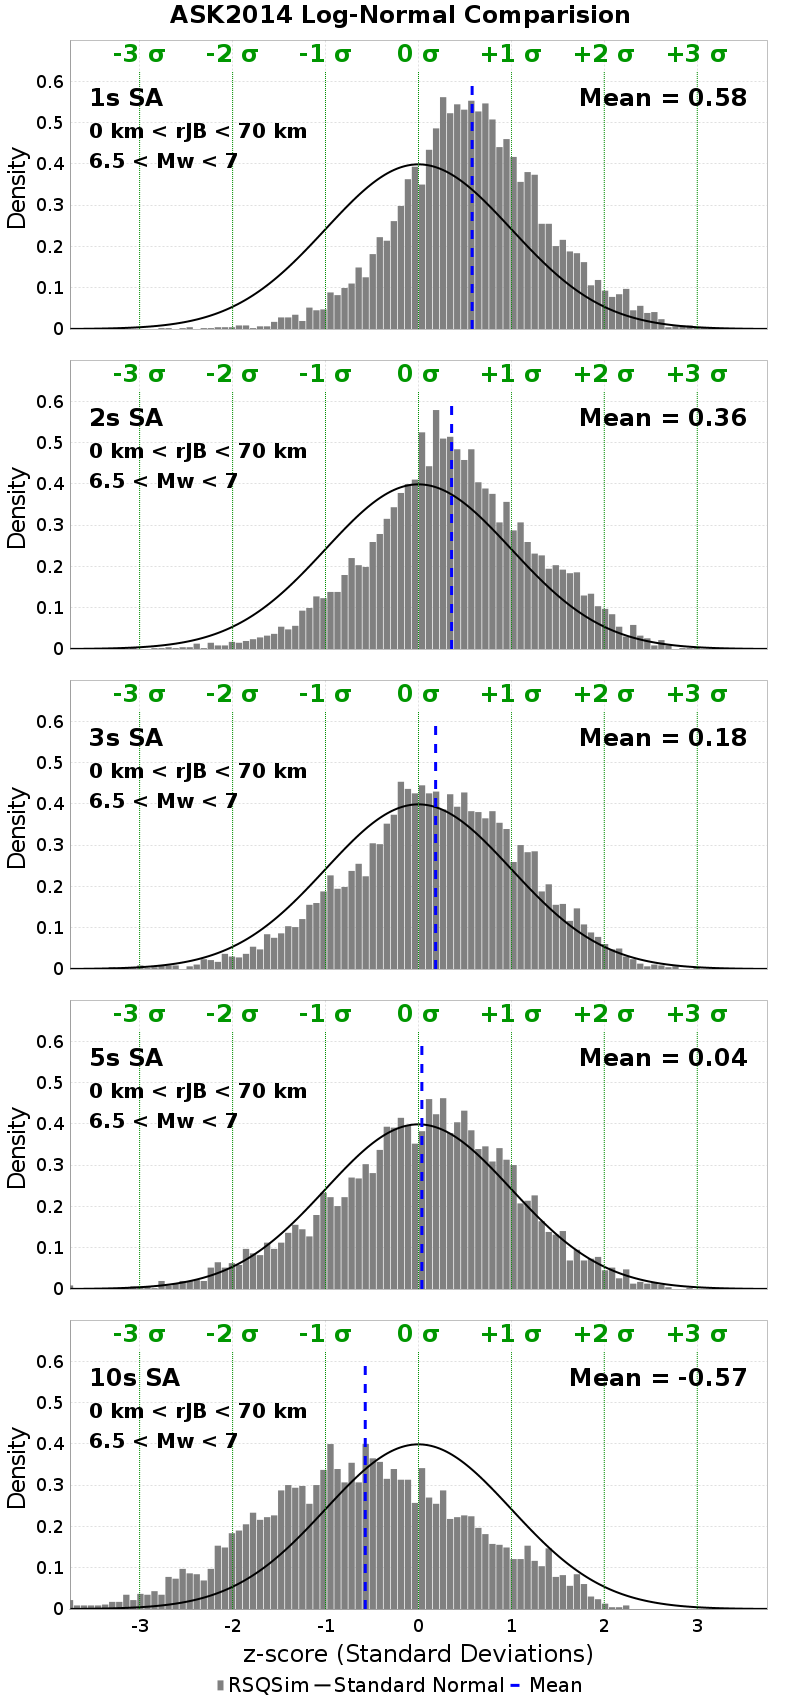 ASK2014 Log-Normal Comparision
-3 σ -2 σ -1 σ 0 σ +1 σ +2 σ +3 σ
1s SA Mean = 0.58
0 km < rJB < 70 km
6.5 < Mw < 7
Density
0.6
0.5
0.4
0.3
0.2
0.1
0
-3 σ -2 σ -1 σ 0 σ +1 σ +2 σ +3 σ
2s SA Mean = 0.36
0 km < rJB < 70 km
6.5 < Mw < 7
Density
0.6
0.5
0.4
0.3
0.2
0.1
0
-3 σ -2 σ -1 σ 0 σ +1 σ +2 σ +3 σ
3s SA Mean = 0.18
0 km < rJB < 70 km
6.5 < Mw < 7
Density
0.6
0.5
0.4
0.3
0.2
0.1
0
-3 σ -2 σ -1 σ 0 σ +1 σ +2 σ +3 σ
5s SA Mean = 0.04
0 km < rJB < 70 km
6.5 < Mw < 7
Density
0.6
0.5
0.4
0.3
0.2
0.1
0
-3 σ -2 σ -1 σ 0 σ +1 σ +2 σ +3 σ
10s SA Mean = -0.57
0 km < rJB < 70 km
6.5 < Mw < 7
Density
0.6
0.5
0.4
0.3
0.2
0.1
0
-3 -2 -1 0 1 2 3
z-score (Standard Deviations)
RSQSim Standard Normal Mean